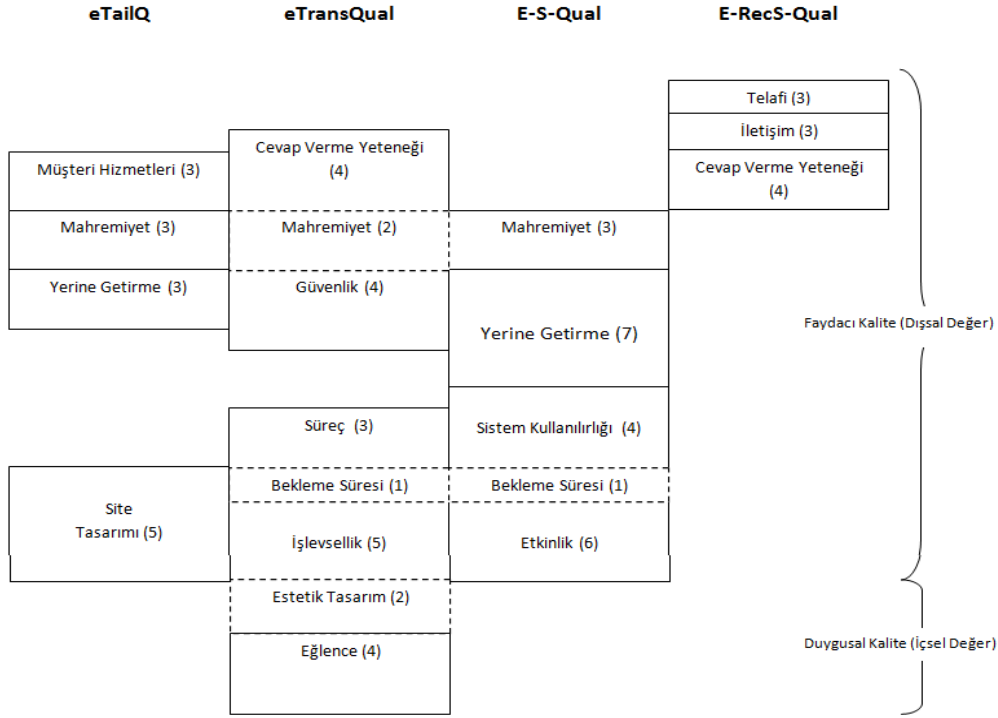 eTailQ
eTransQual
E-S-Qual
E-RecS-Qual
Telafi (3)
İletişim (3)
Cevap Verme Yeteneği
(4)
Cevap Verme Yeteneği
(4)
Müşteri Hizmetleri (3)
Mahremiyet (3)
Mahremiyet (2)
Mahremiyet (3)
Yerine Getirme (3)
Güvenlik (4)
Yerine Getirme (7)
Faydacı Kalite (Dışsal Değer)
Süreç (3)
Sistem Kullanılırlığı (4)
Bekleme Süresi (1)
Bekleme Süresi (1)
Site
Tasarımı (5)
İşlevsellik (5)
Etkinlik (6)
Estetik Tasarım (2)
Eğlence (4)
Duygusal Kalite (İçsel Değer)